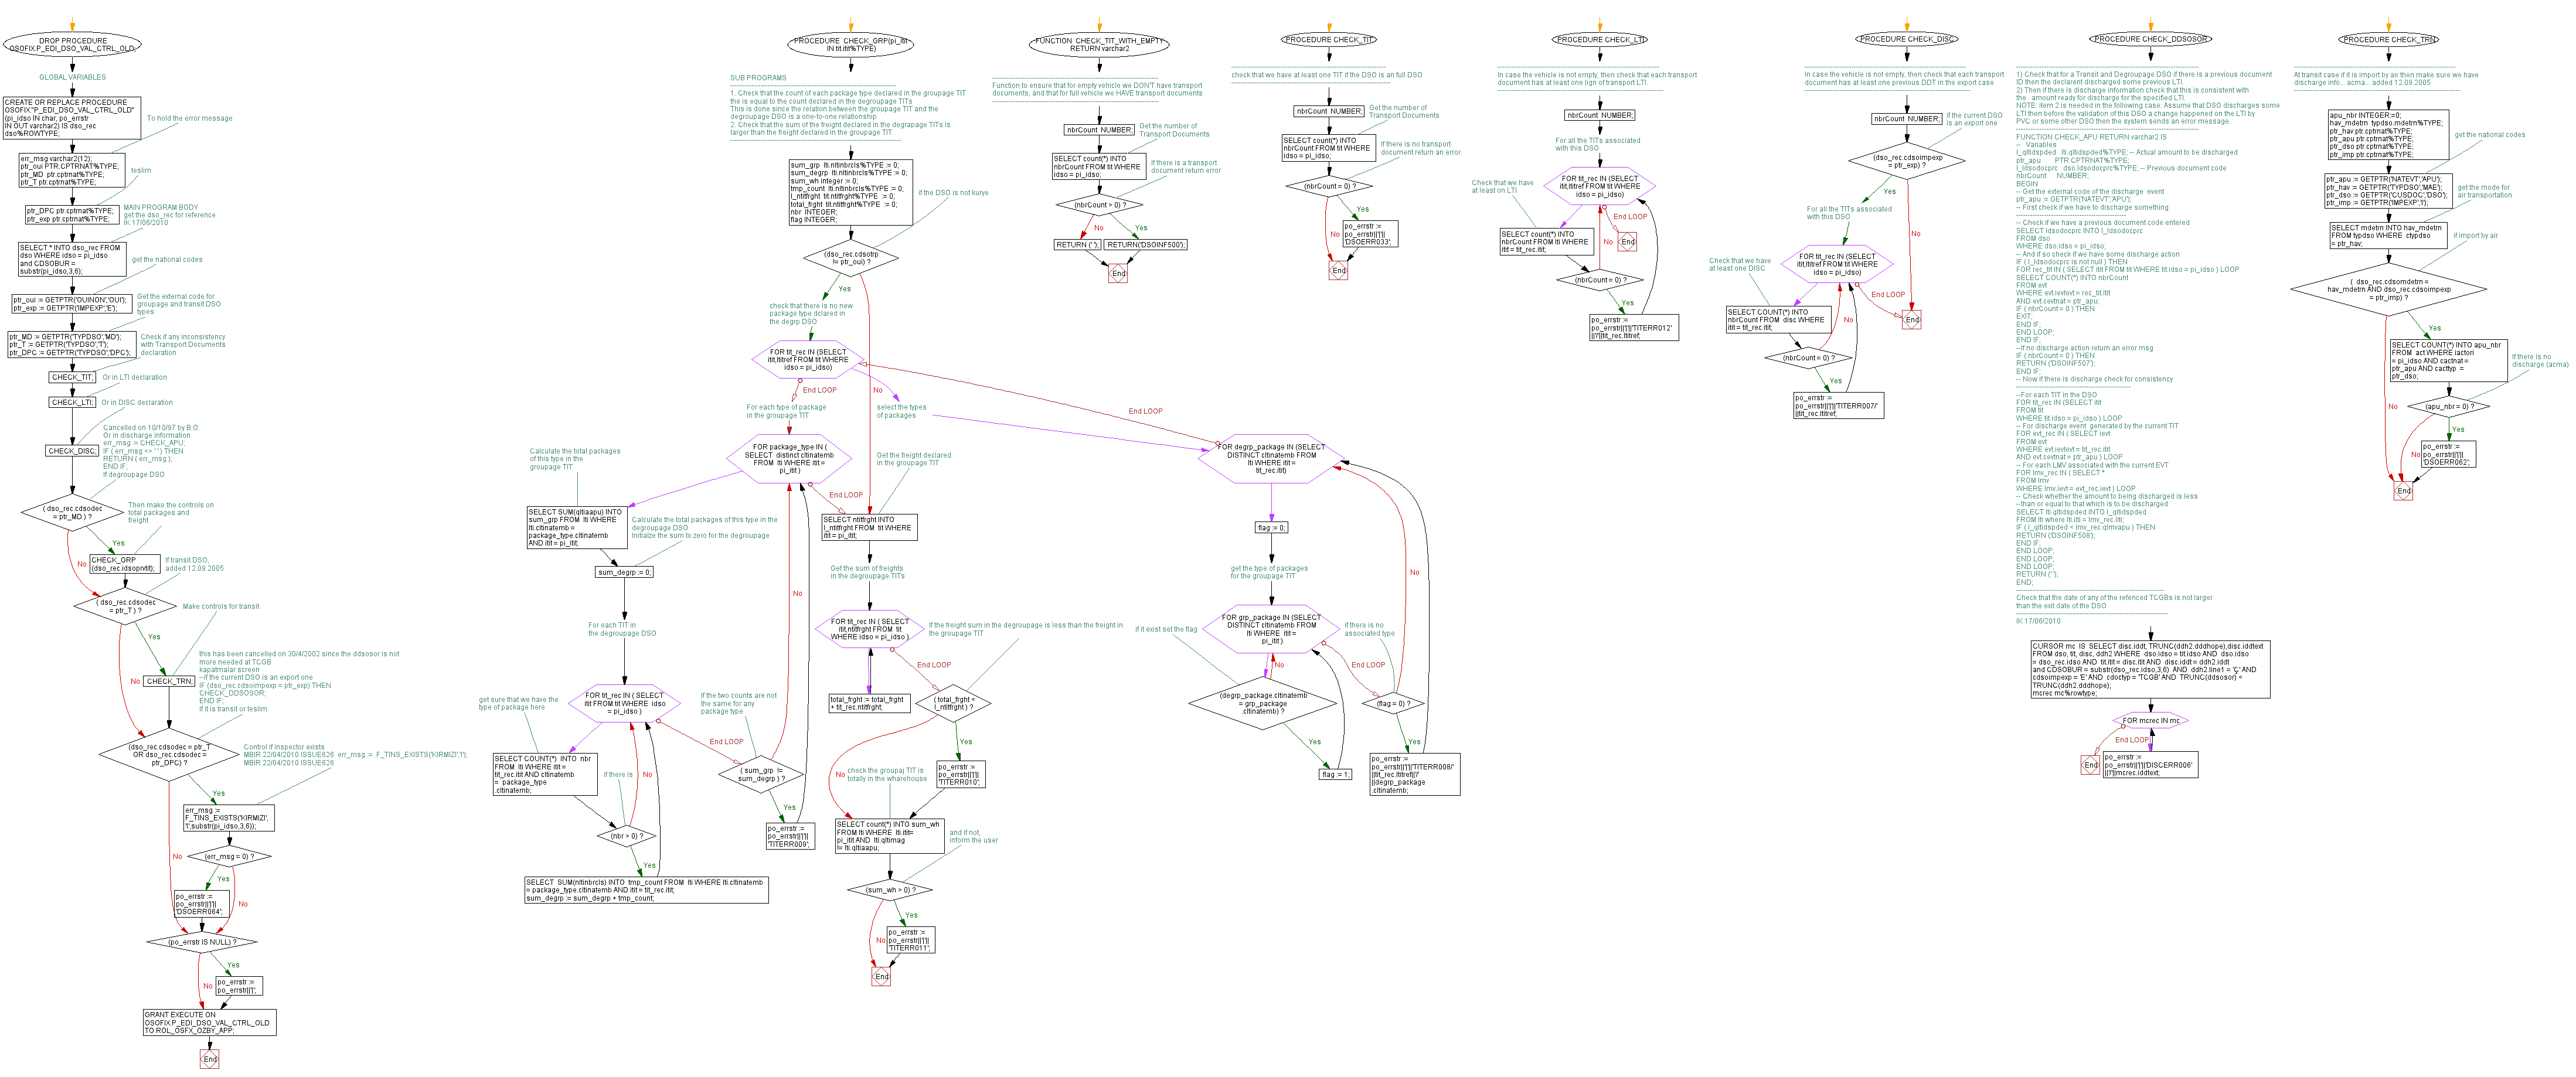 DROP PROCEDURE
OSOFIX.P_EDI_DSO_VAL_CTRL_OLD;
GLOBAL VARIABLES
CREATE OR REPLACE PROCEDURE
OSOFIX."P_EDI_DSO_VAL_CTRL_OLD"
(pi_idso IN char, po_errstr
IN OUT varchar2) IS dso_rec
dso%ROWTYPE;
To hold the error message
err_msg varchar2(12);
ptr_oui PTR.CPTRNAT%TYPE;
ptr_MD ptr.cptrnat%TYPE;
ptr_T ptr.cptrnat%TYPE;
teslim
ptr_DPC ptr.cptrnat%TYPE;
ptr_exp ptr.cptrnat%TYPE;
MAIN PROGRAM BODY
get the dso_rec for reference
IK 17/06/2010
SELECT * INTO dso_rec FROM
dso WHERE idso = pi_idso
and CDSOBUR =
substr(pi_idso,3,6);
get the national codes
ptr_oui := GETPTR('OUINON','OUI');
ptr_exp := GETPTR('IMPEXP','E');
Get the external code for
groupage and transit DSO
types
ptr_MD := GETPTR('TYPDSO','MD');
ptr_T := GETPTR('TYPDSO','T');
ptr_DPC := GETPTR('TYPDSO','DPC');
Check if any inconsistency
with Transport Documents
declaration
CHECK_TIT;
Or in LTI declaration
CHECK_LTI;
Or in DISC declaration
CHECK_DISC;
Cancelled on 10/10/97 by B.O.
Or in discharge information
err_msg := CHECK_APU;
IF ( err_msg <> " " ) THEN
RETURN ( err_msg );
END IF;
If degroupage DSO
( dso_rec.cdsodec
= ptr_MD ) ?
Then make the controls on
total packages and
freight
Yes
No
CHECK_GRP
(dso_rec.idsoprvtit);
If transit DSO,
added 12.09.2005
( dso_rec.cdsodec
= ptr_T ) ?
Make controls for transit
Yes
No
CHECK_TRN;
this has been cancelled on 30/4/2002 since the ddsosor is not
more needed at TCGB
kapatmalar screen
--if the current DSO is an export one
IF (dso_rec.cdsoimpexp = ptr_exp) THEN
CHECK_DDSOSOR;
END IF;
If it is transit or teslim
(dso_rec.cdsodec = ptr_T
OR dso_rec.cdsodec =
ptr_DPC) ?
Control if inspector exists
MBIR 22/04/2010 ISSUE626 err_msg := F_TINS_EXISTS('KIRMIZI','I');
MBIR 22/04/2010 ISSUE626
Yes
No
err_msg :=
F_TINS_EXISTS('KIRMIZI',
'I',substr(pi_idso,3,6));
(err_msg = 0) ?
Yes
No
po_errstr :=
po_errstr||'|'||
'DSOERR064';
(po_errstr IS NULL) ?
Yes
No
po_errstr :=
po_errstr||'|';
GRANT EXECUTE ON
OSOFIX.P_EDI_DSO_VAL_CTRL_OLD
TO ROL_OSFX_OZBY_APP;
End
PROCEDURE CHECK_GRP(pi_itit
IN tit.itit%TYPE)
SUB PROGRAMS
1. Check that the count of each package type declared in the groupage TIT
the is equal to the count declared in the degroupage TITs
This is done since the relation between the groupage TIT and the
degroupage DSO is a one-to-one relationship
2. Check that the sum of the freight declared in the degrapage TITs is
larger than the freight declared in the groupage TIT
sum_grp lti.nltinbrcls%TYPE := 0;
sum_degrp lti.nltinbrcls%TYPE := 0;
sum_wh integer := 0;
tmp_count lti.nltinbrcls%TYPE := 0;
l_ntitfrght tit.ntitfrght%TYPE := 0;
total_frght tit.ntitfrght%TYPE := 0;
nbr INTEGER;
flag INTEGER;
if the DSO is not kurye
(dso_rec.cdsotrp
!= ptr_oui) ?
Yes
No
check that there is no new
package type dclared in
the degrp DSO
FOR tit_rec IN (SELECT
itit,ltitref FROM tit WHERE
idso = pi_idso)
End LOOP
For each type of package
in the groupage TIT
select the types
of packages
FOR package_type IN (
SELECT distinct cltinatemb
FROM lti WHERE itit =
pi_itit )
Calculate the total packages
of this type in the
groupage TIT
End LOOP
Get the freight declared
in the groupage TIT
SELECT SUM(qltiaapu) INTO
sum_grp FROM lti WHERE
lti.cltinatemb =
package_type.cltinatemb
AND itit = pi_itit;
Calculate the total packages of this type in the
degroupage DSO
Initialze the sum to zero for the degroupage
sum_degrp := 0;
For each TIT in
the degroupage DSO
FOR tit_rec IN ( SELECT
itit FROM tit WHERE idso
= pi_idso )
get sure that we have the
type of package here
If the two counts are not
the same for any
package type
End LOOP
SELECT COUNT(*) INTO nbr
FROM lti WHERE itit =
tit_rec.itit AND cltinatemb
= package_type
.cltinatemb;
if there is
No
(nbr > 0) ?
Yes
SELECT SUM(nltinbrcls) INTO tmp_count FROM lti WHERE lti.cltinatemb
= package_type.cltinatemb AND itit = tit_rec.itit;
sum_degrp := sum_degrp + tmp_count;
( sum_grp !=
sum_degrp ) ?
No
Yes
po_errstr :=
po_errstr||'|'||
'TITERR009';
SELECT ntitfrght INTO
l_ntitfrght FROM tit WHERE
itit = pi_itit;
Get the sum of freights
in the degroupage TITs
FOR tit_rec IN ( SELECT
itit,ntitfrght FROM tit
WHERE idso = pi_idso )
if the freight sum in the degroupage is less than the freight in
the groupage TIT
End LOOP
total_frght := total_frght
+ tit_rec.ntitfrght;
( total_frght <
l_ntitfrght ) ?
Yes
No
po_errstr :=
po_errstr||'|'||
'TITERR010';
check the groupaj TIT is
totally in the wharehouse
SELECT count(*) INTO sum_wh
FROM lti WHERE lti.itit=
pi_itit AND lti.qltimag
!= lti.qltiaapu;
and if not,
inform the user
(sum_wh > 0) ?
Yes
No
po_errstr :=
po_errstr||'|'||
'TITERR011';
End
End LOOP
FOR degrp_package IN (SELECT
DISTINCT cltinatemb FROM
lti WHERE itit =
tit_rec.itit)
flag := 0;
get the type of packages
for the groupage TIT
FOR grp_package IN (SELECT
DISTINCT cltinatemb FROM
lti WHERE itit =
pi_itit )
if it exist set the flag
if there is no
associated type
End LOOP
No
(degrp_package.cltinatemb
= grp_package
.cltinatemb) ?
Yes
flag := 1;
(flag = 0) ?
No
Yes
po_errstr :=
po_errstr||'|'||'TITERR008/'
||tit_rec.ltitref||'/'
||degrp_package
.cltinatemb;
FUNCTION CHECK_TIT_WITH_EMPTY
RETURN varchar2
Function to ensure that for empty vehicle we DON'T have transport
documents, and that for full vehicle we HAVE transport documents
nbrCount NUMBER;
Get the number of
Transport Documents
SELECT count(*) INTO
nbrCount FROM tit WHERE
idso = pi_idso;
If there is a transport
document return error
(nbrCount > 0) ?
No
Yes
RETURN (" ");
RETURN('DSOINF500');
End
PROCEDURE CHECK_TIT
check that we have at least one TIT if the DSO is an full DSO
nbrCount NUMBER;
Get the number of
Transport Documents
SELECT count(*) INTO
nbrCount FROM tit WHERE
idso = pi_idso;
If there is no transport
document return an error
(nbrCount = 0) ?
Yes
No
po_errstr :=
po_errstr||'|'||
'DSOERR033';
End
PROCEDURE CHECK_LTI
In case the vehicle is not empty, then check that each transport
document has at least one lign of transport LTI.
nbrCount NUMBER;
For all the TITs associated
with this DSO
FOR tit_rec IN (SELECT
itit,ltitref FROM tit WHERE
idso = pi_idso)
Check that we have
at least on LTI
End LOOP
End
SELECT count(*) INTO
nbrCount FROM lti WHERE
itit = tit_rec.itit;
No
(nbrCount = 0) ?
Yes
po_errstr :=
po_errstr||'|'||'TITERR012'
||'/'||tit_rec.ltitref;
PROCEDURE CHECK_DISC
In case the vehicle is not empty, then check that each transport
document has at least one previous DDT in the export case
nbrCount NUMBER;
if the current DSO
is an export one
(dso_rec.cdsoimpexp
= ptr_exp) ?
Yes
No
For all the TITs associated
with this DSO
FOR tit_rec IN (SELECT
itit,ltitref FROM tit WHERE
idso = pi_idso)
Check that we have
at least one DISC
End LOOP
End
SELECT COUNT(*) INTO
nbrCount FROM disc WHERE
itit = tit_rec.itit;
No
(nbrCount = 0) ?
Yes
po_errstr :=
po_errstr||'|'||'TITERR007/'
||tit_rec.ltitref;
PROCEDURE CHECK_DDSOSOR
1) Check that for a Transit and Degroupage DSO if there is a previous document
ID then the declarent discharged some previous LTI.
2) Then if there is discharge information check that this is consistent with
the amount ready for discharge for the specified LTI.
NOTE: item 2 is needed in the following case: Assume that DSO discharges some
LTI then before the validation of this DSO a change happened on the LTI by
PVC or some other DSO then the system sends an error message.
FUNCTION CHECK_APU RETURN varchar2 IS
-- Variables
l_qltidspded lti.qltidspded%TYPE; -- Actual amount to be discharged
ptr_apu PTR.CPTRNAT%TYPE;
l_ldsodocprc dso.ldsodocprc%TYPE; -- Previous document code
nbrCount NUMBER;
BEGIN
-- Get the external code of the discharge event
ptr_apu := GETPTR('NATEVT','APU');
-- First check if we have to discharge something
-- Check if we have a previous document code entered
SELECT ldsodocprc INTO l_ldsodocprc
FROM dso
WHERE dso.idso = pi_idso;
-- And if so check if we have some discharge action
IF ( l_ldsodocprc is not null ) THEN
FOR rec_tit IN ( SELECT itit FROM tit WHERE tit.idso = pi_idso ) LOOP
SELECT COUNT(*) INTO nbrCount
FROM evt
WHERE evt.ievtext = rec_tit.itit
AND evt.cevtnat = ptr_apu;
IF ( nbrCount = 0 ) THEN
EXIT;
END IF;
END LOOP;
END IF;
--If no discharge action return an error msg
IF ( nbrCount = 0 ) THEN
RETURN ('DSOINF507');
END IF;
-- Now if there is discharge check for consistency
--For each TIT in the DSO
FOR tit_rec IN (SELECT itit
FROM tit
WHERE tit.idso = pi_idso ) LOOP
-- For discharge event generated by the current TIT
FOR evt_rec IN ( SELECT ievt
FROM evt
WHERE evt.ievtext = tit_rec.itit
AND evt.cevtnat = ptr_apu ) LOOP
-- For each LMV associated with the current EVT
FOR lmv_rec IN ( SELECT *
FROM lmv
WHERE lmv.ievt = evt_rec.ievt ) LOOP
-- Check whether the amount to being discharged is less
--than or equal to that which is to be discharged
SELECT lti.qltidspded INTO l_qltidspded
FROM lti where lti.ilti = lmv_rec.ilti;
IF ( l_qltidspded < lmv_rec.qlmvapu ) THEN
RETURN ('DSOINF508');
END IF;
END LOOP;
END LOOP;
END LOOP;
RETURN (" ");
END;
Check that the date of any of the refenced TCGBs is not larger
than the exit date of the DSO
IK 17/06/2010
CURSOR mc IS SELECT disc.iddt, TRUNC(ddh2.ddhope),disc.iddtext
FROM dso, tit, disc, ddh2 WHERE dso.idso = tit.idso AND dso.idso
= dso_rec.idso AND tit.itit = disc.itit AND disc.iddt = ddh2.iddt
and CDSOBUR = substr(dso_rec.idso,3,6) AND ddh2.linet = 'Ç' AND
cdsoimpexp = 'E' AND cdoctyp = 'TCGB' AND TRUNC(ddsosor) <
TRUNC(ddh2.ddhope);
mcrec mc%rowtype;
FOR mcrec IN mc
End LOOP
End
po_errstr :=
po_errstr||'|'||'DISCERR006'
||'/'||mcrec.iddtext;
PROCEDURE CHECK_TRN
At transit case if it is import by air then make sure we have
discharge info... acma... added 12.09.2005
apu_nbr INTEGER:=0;
hav_mdetrn typdso.mdetrn%TYPE;
ptr_hav ptr.cptrnat%TYPE;
ptr_apu ptr.cptrnat%TYPE;
ptr_dso ptr.cptrnat%TYPE;
ptr_imp ptr.cptrnat%TYPE;
get the national codes
ptr_apu := GETPTR('NATEVT','APU');
ptr_hav := GETPTR('TYPDSO','MAE');
ptr_dso := GETPTR('CUSDOC','DSO');
ptr_imp := GETPTR('IMPEXP','I');
get the mode for
air transportation
SELECT mdetrn INTO hav_mdetrn
FROM typdso WHERE ctypdso
= ptr_hav;
if import by air
( dso_rec.cdsomdetrn =
hav_mdetrn AND dso_rec.cdsoimpexp
= ptr_imp) ?
Yes
No
SELECT COUNT(*) INTO apu_nbr
FROM act WHERE iactori
= pi_idso AND cactnat =
ptr_apu AND cacttyp =
ptr_dso;
if there is no
discharge (acma)
(apu_nbr = 0) ?
Yes
No
po_errstr :=
po_errstr||'|'||
'DSOERR062';
End